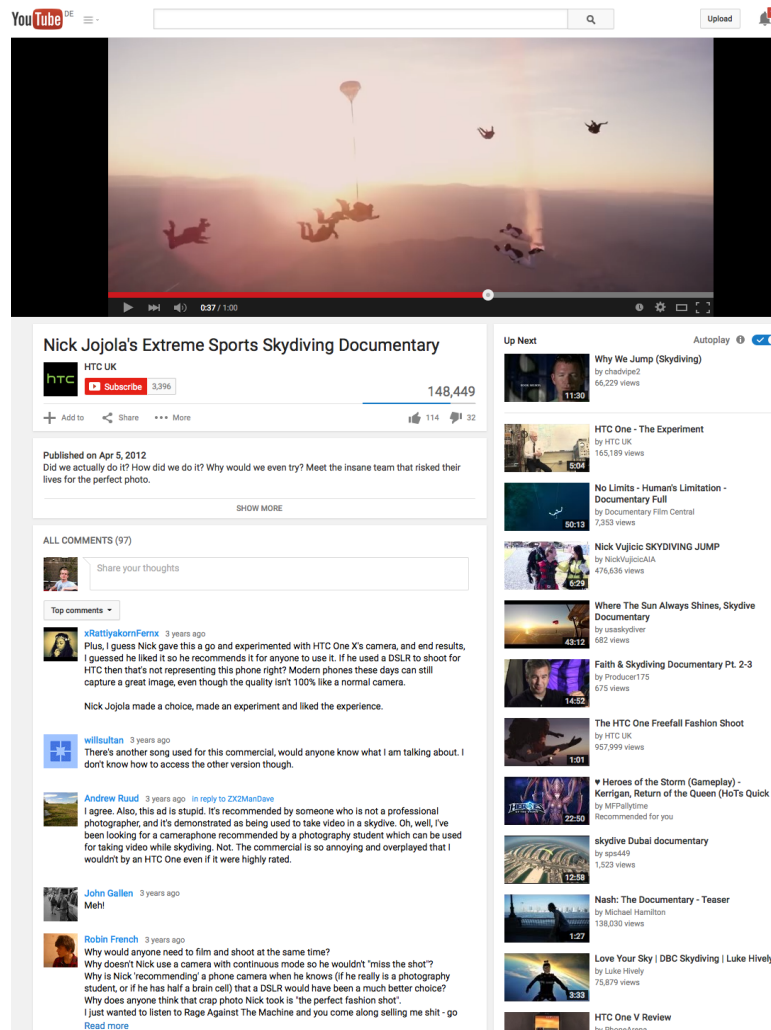 YouTube DE
Upload
0:37 / 1:00
Nick Jojola's Extreme Sports Skydiving Documentary
hTC
HTC UK
Subscribe 3,396
148,449
Add to Share More 114 32
Published on Apr 5, 2012
Did we actually do it? How did we do it? Why would we even try? Meet the insane team that risked their
lives for the perfect photo.
SHOW MORE
ALL COMMENTS (97)
Share your thoughts
Top comments
xRattiyakornFernx 3 years ago
Plus, I guess Nick gave this a go and experimented with HTC One X's camera, and end results,
I guessed he liked it so he recommends it for anyone to use it. If he used a DSLR to shoot for
HTC then that's not representing this phone right? Modern phones these days can still
capture a great image, even though the quality isn't 100% like a normal camera.
Nick Jojola made a choice, made an experiment and liked the experience.
willsultan 3 years ago
There's another song used for this commercial, would anyone know what I am talking about. I
don't know how to access the other version though.
Andrew Ruud 3 years ago in reply to ZX2ManDave
I agree. Also, this ad is stupid. It's recommended by someone who is not a professional
photographer, and it's demonstrated as being used to take video in a skydive. Oh, well, I've
been looking for a cameraphone recommended by a photography student which can be used
for taking video while skydiving. Not. The commercial is so annoying and overplayed that I
wouldn't by an HTC One even if it were highly rated.
John Gallen 3 years ago
Meh!
Robin French 3 years ago
Why would anyone need to film and shoot at the same time?
Why doesn't Nick use a camera with continuous mode so he wouldn't "miss the shot"?
Why is Nick 'recommending' a phone camera when he knows (if he really is a photography
student, or if he has half a brain cell) that a DSLR would have been a much better choice?
Why does anyone think that crap photo Nick took is "the perfect fashion shot".
I just wanted to listen to Rage Against The Machine and you come along selling me shit - go
Read more
Up Next
Autoplay
Why We Jump (Skydiving)
by chadvipe2
66,229 views
11:30
HTC One - The Experiment
by HTC UK
165,189 views
5:04
No Limits - Human's Limitation -
Documentary Full
by Documentary Film Central
7,353 views
50:13
Nick Vujicic SKYDIVING JUMP
by NickVujicicAIA
476,636 views
6:29
Where The Sun Always Shines, Skydive
Documentary
by usaskydiver
682 views
43:12
Faith & Skydiving Documentary Pt. 2-3
by Producer175
675 views
14:52
The HTC One Freefall Fashion Shoot
by HTC UK
957,999 views
1:01
♥ Heroes of the Storm (Gameplay) -
Kerrigan, Return of the Queen (HoTs Quick
by MFPallytime
Recommended for you
HEROES
22:50
skydive Dubai documentary
by sps449
1,523 views
12:58
Nash: The Documentary - Teaser
by Michael Hamilton
138,030 views
1:27
Love Your Sky | DBC Skydiving | Luke Hively
by Luke Hively
75,879 views
3:33
HTC One V Review
by PhoneArena